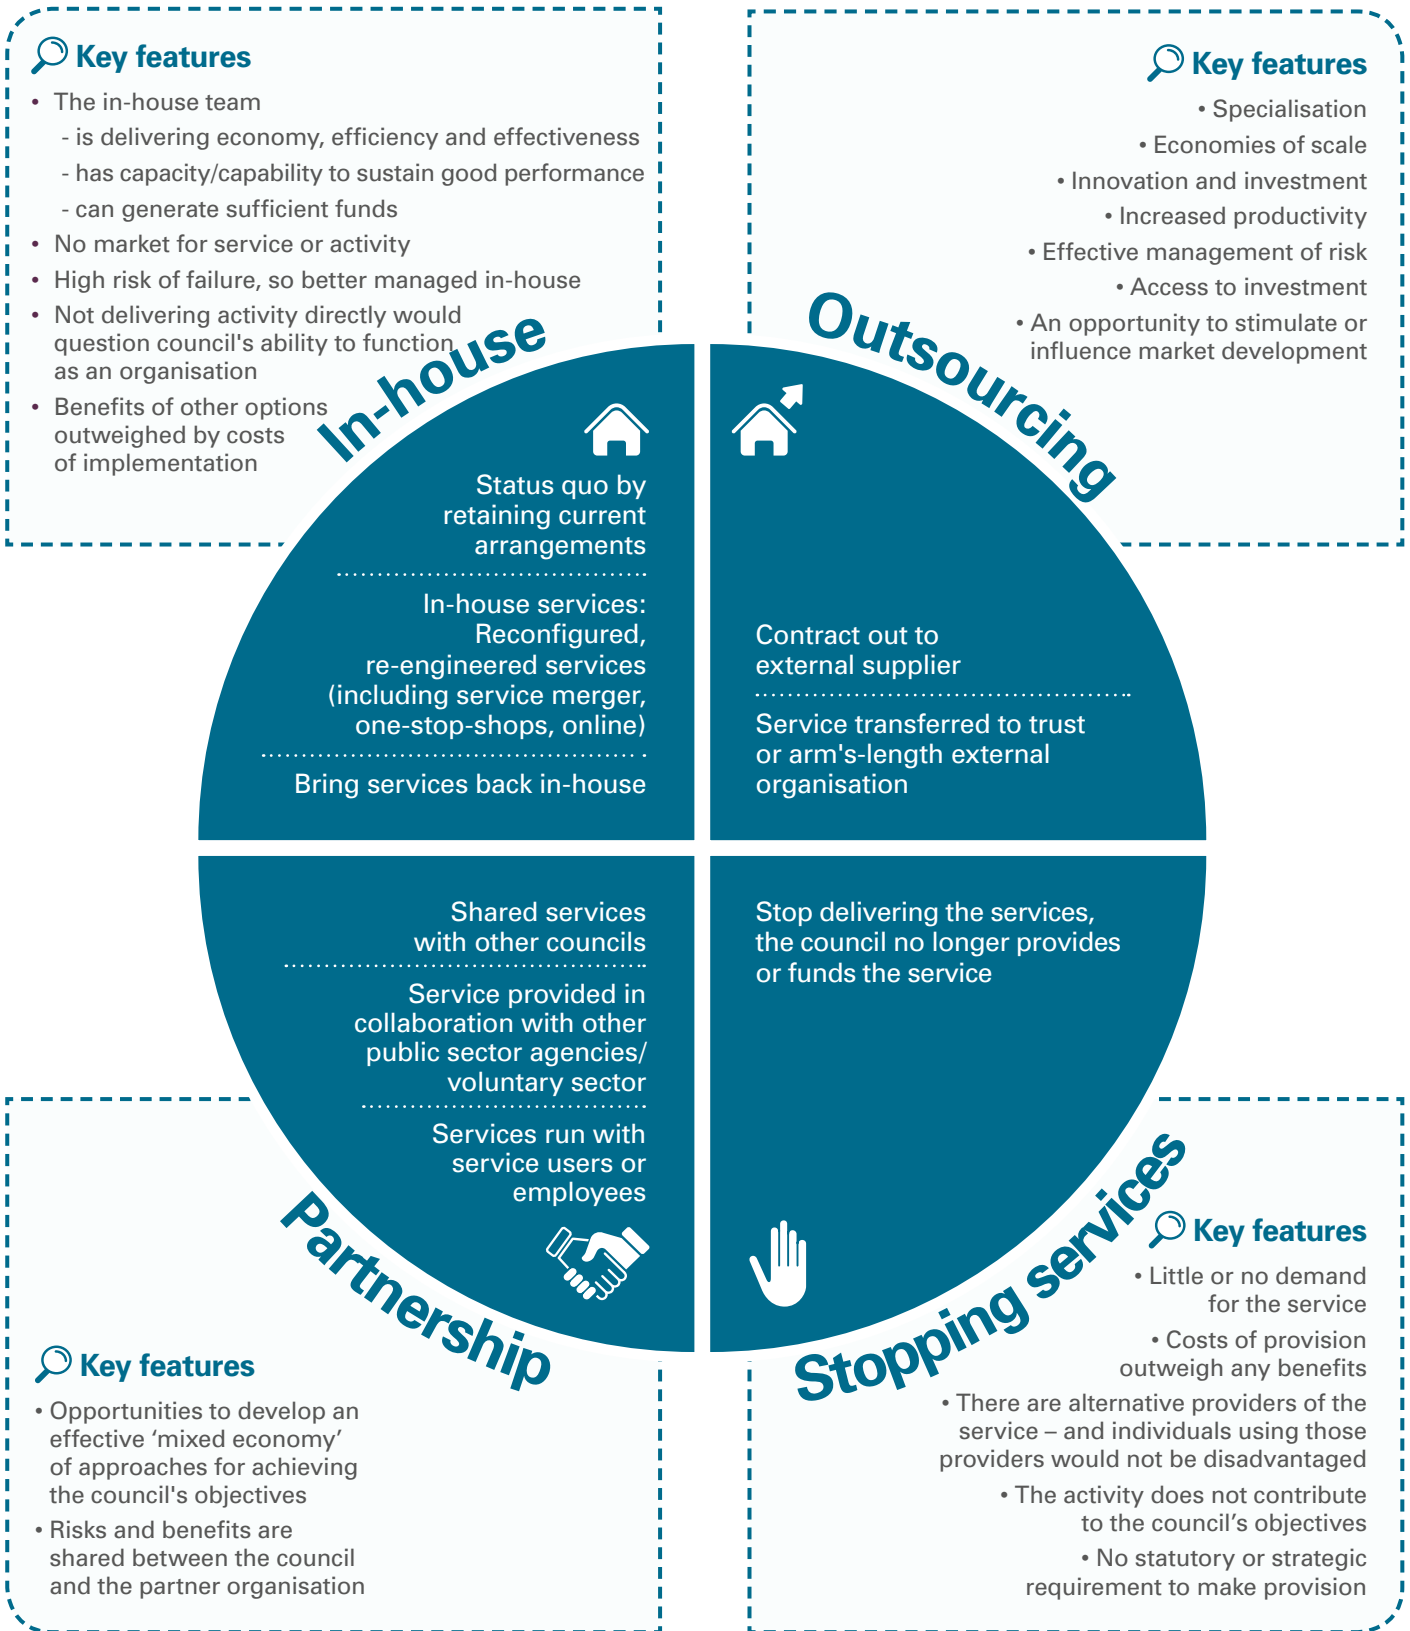 Key features
• The in-house team
- is delivering economy, efficiency and effectiveness
- has capacity/capability to sustain good performance
- can generate sufficient funds
• No market for service or activity
• High risk of failure, so better managed in-house
• Not delivering activity directly would
question council's ability to function
as an organisation
• Benefits of other options
outweighed by costs
of implementation
In-house
Status quo by
retaining current
arrangements
In-house services:
Reconfigured,
re-engineered services
(including service merger,
one-stop-shops, online)
Bring services back in-house
Key features
• Specialisation
• Economies of scale
• Innovation and investment
• Increased productivity
• Effective management of risk
• Access to investment
• An opportunity to stimulate or
influence market development
Outsourcing
Contract out to
external supplier
Service transferred to trust
or arm's-length external
organisation
Shared services
with other councils
Service provided in
collaboration with other
public sector agencies/
voluntary sector
Services run with
service users or
employees
Partnership
Key features
• Opportunities to develop an
effective ‘mixed economy’
of approaches for achieving
the council's objectives
• Risks and benefits are
shared between the council
and the partner organisation
Stop delivering the services,
the council no longer provides
or funds the service
Stopping services
Key features
• Little or no demand
for the service
• Costs of provision
outweigh any benefits
• There are alternative providers of the
service – and individuals using those
providers would not be disadvantaged
• The activity does not contribute
to the council’s objectives
• No statutory or strategic
requirement to make provision